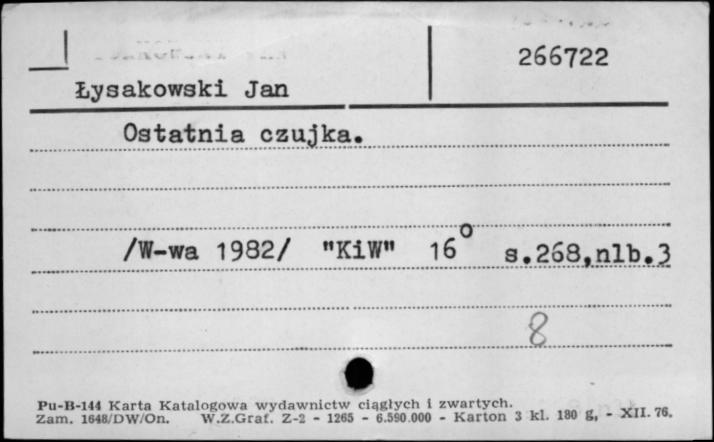 266722
Łysakowski Jan
Ostatnia czujka.
/W-wa 1982/ "KiW" 16° s.268,nlb.3
8
Pu-B-144 Karta Katalogowa wydawnictw ciągłych i zwartych.
Zam. 1648/DW/On. W.Z.Graf. Z-2 - 1265 - 6.590.000 - Karton 3 kl. 180 g, - XII. 76.